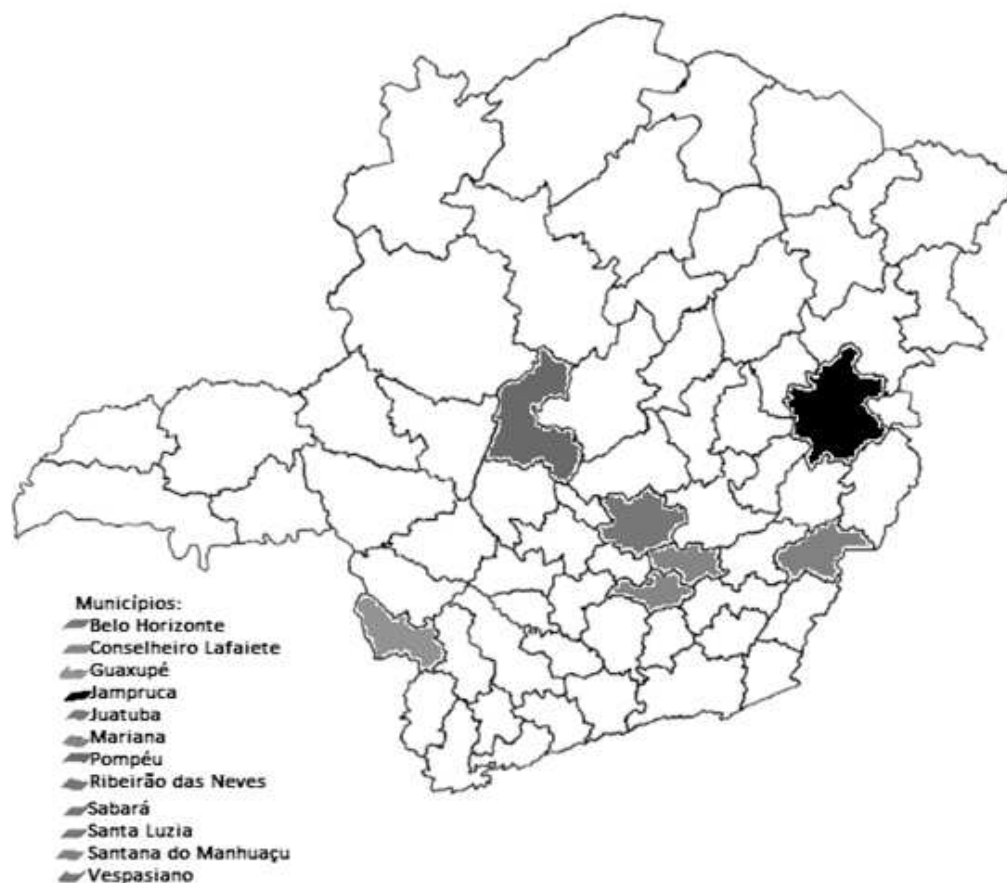 Municípios:
Belo Horizonte
Conselheiro Lafaiete
Guaxupé
Jampruca
Juatuba
Mariana
Pompéu
Ribeirão das Neves
Sabará
Santa Luzia
Santana do Manhuaçu
Vespasiano